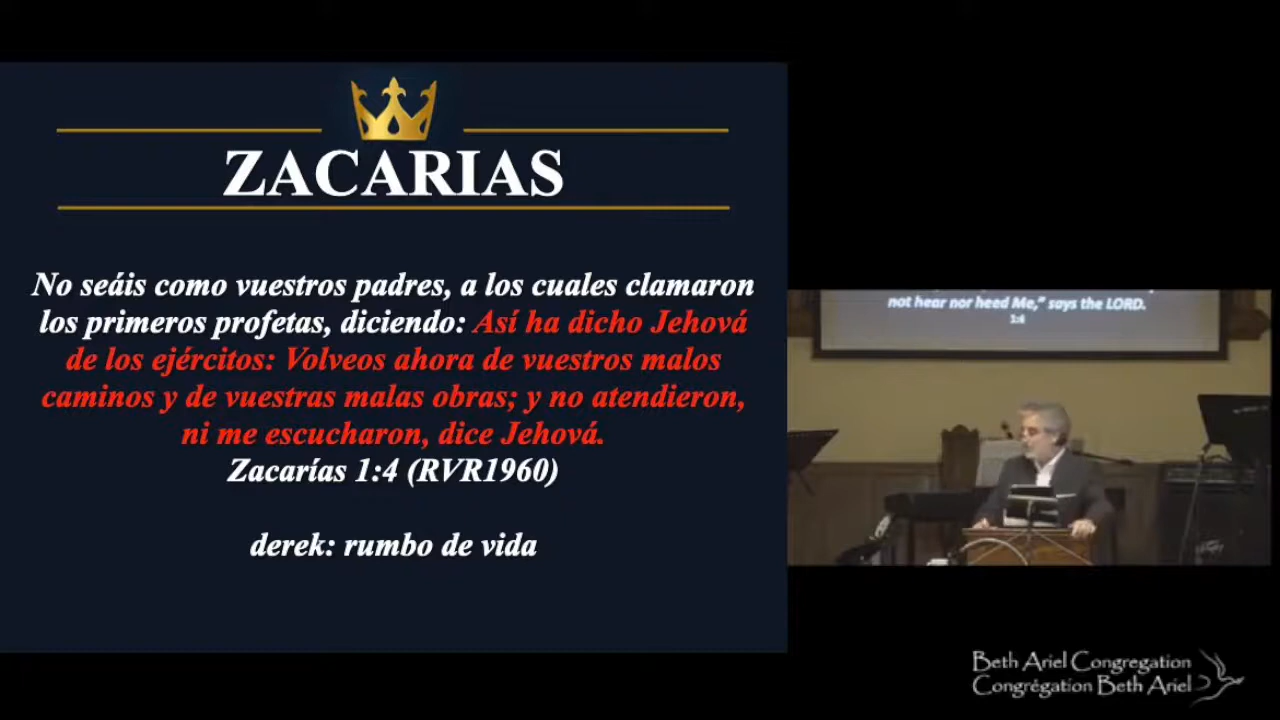 ZACARIAS
No seáis como vuestros padres, a los cuales clamaron
los primeros profetas, diciendo: Así ha dicho Jehová
de los ejércitos: Volveos ahora de vuestros malos
caminos y de vuestras malas obras; y no atendieron,
ni me escucharon, dice Jehová.
Zacarías 1:4 (RVR1960)
derek: rumbo de vida
not hear nor heed Me,” says the LORD.
1:4
Beth Ariel Congregation
Congrégation Beth Ariel